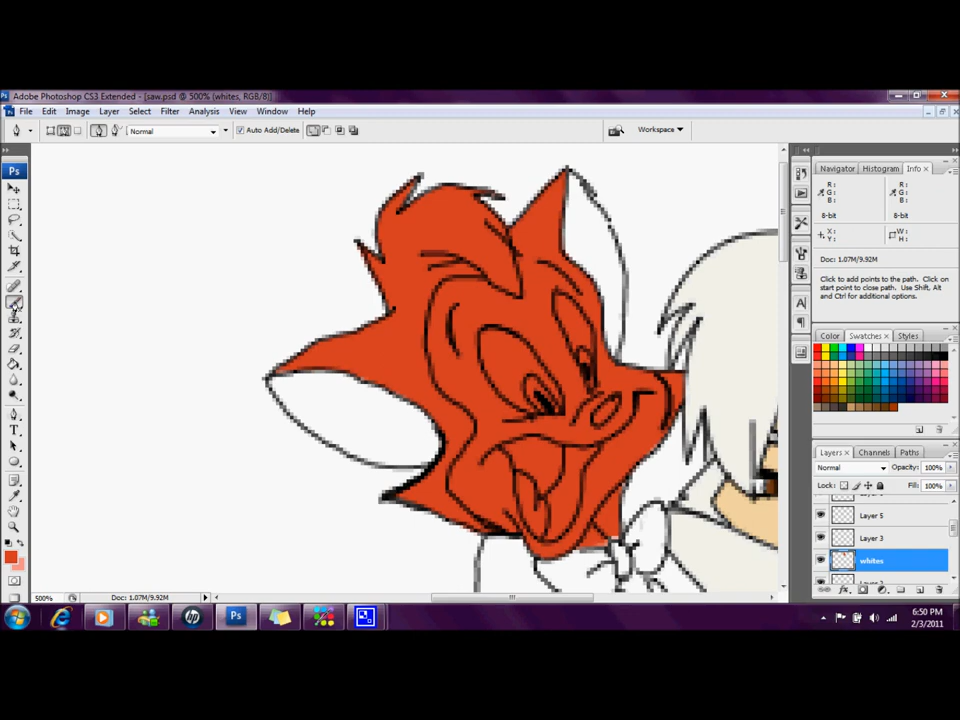 Adobe Photoshop CS3 Extended - [saw.psd @ 500% (whites, RGB/8)]
File Edit Image Layer Analysis Select Filter View Window Help
Normal Auto Add/Delete Workspace
Ps
Navigator Histogram Info
R: R:
G: G:
B: B:
8-bit 8-bit
X: W:
Y: H:
Doc: 1.07M/9.92M
Click to add points to the path. Click on
start point to close path. Use Shift, Alt
and Ctrl for additional options.
Color Swatches Styles
Layers Channels Paths
Normal Opacity: 100%
Lock: Fill: 100%
Layer 5
Layer 3
whites
500% Doc: 1.07M/9.92M
6:50 PM
2/3/2011